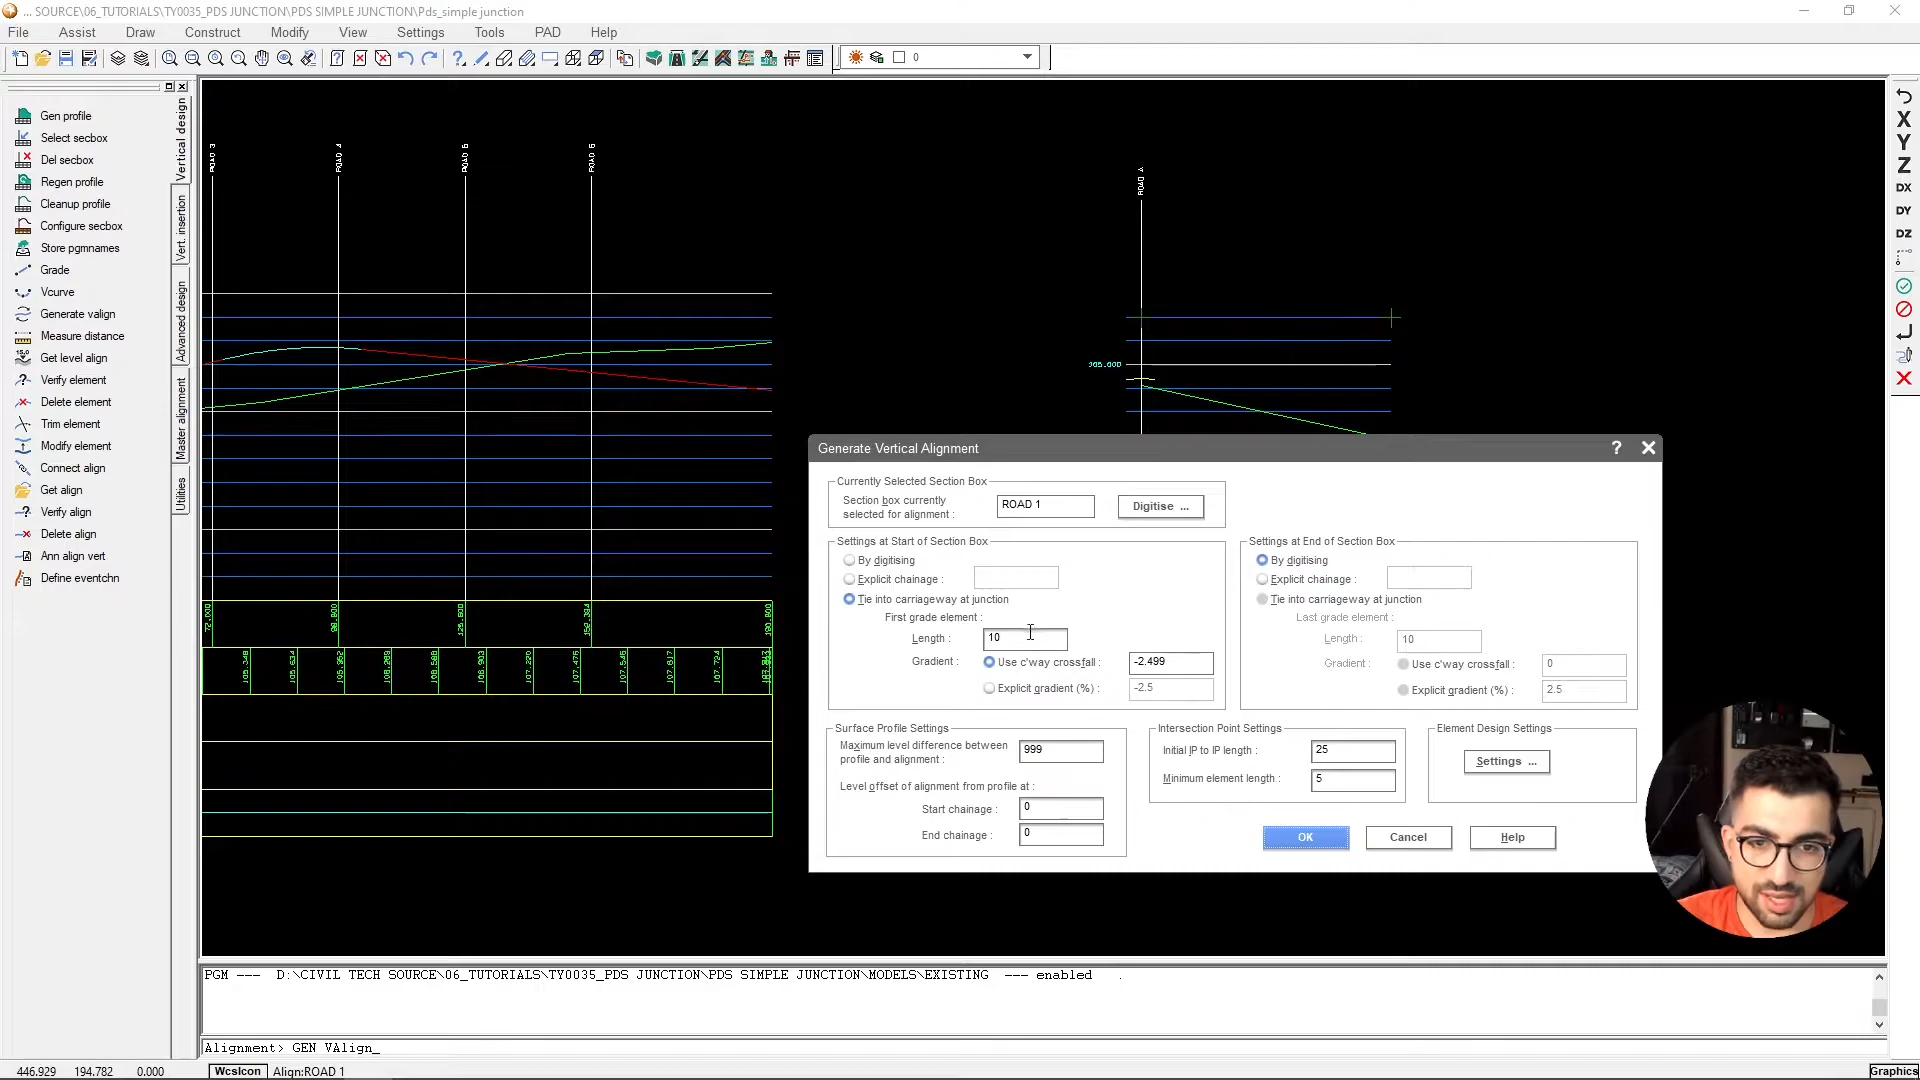 ... SOURCE\06_TUTORIALS\TY0035_PDS JUNCTION\PDS SIMPLE JUNCTION\Pds_simple junction
File Assist Draw Construct Modify View Settings Tools PAD Help
0
Gen profile
Select secbox
Del secbox
Regen profile
Cleanup profile
Configure secbox
Store pgmnames
Grade
Vcurve
Generate valign
Measure distance
Get level align
Verify element
Delete element
Trim element
Modify element
Connect align
Get align
Verify align
Delete align
Ann align vert
Define eventchn
Vertical design
Vert. insertion
Advanced design
Master alignment
Utilities
ROAD 3
ROAD 4
ROAD A
105.000
X
Y
Z
DX
DY
DZ
Generate Vertical Alignment
Currently Selected Section Box
Section box currently
selected for alignment :
ROAD 1
Digitise ...
Settings at Start of Section Box
By digitising
Explicit chainage :
Tie into carriageway at junction
First grade element :
Length : 10
Gradient : Use c'way crossfall : -2.499
Explicit gradient (%) : -2.5
Settings at End of Section Box
By digitising
Explicit chainage :
Tie into carriageway at junction
Last grade element :
Length : 10
Gradient : Use c'way crossfall : 0
Explicit gradient (%) : 2.5
Surface Profile Settings
Maximum level difference between
profile and alignment : 999
Level offset of alignment from profile at :
Start chainage : 0
End chainage : 0
Intersection Point Settings
Initial IP to IP length : 25
Minimum element length : 5
Element Design Settings
Settings ...
OK Cancel Help
PGM --- D:\CIVIL TECH SOURCE\06_TUTORIALS\TY0035_PDS JUNCTION\PDS SIMPLE JUNCTION\MODELS\EXISTING --- enabled .
Alignment> GEN VAlign_
446.929 194.782 0.000 WcsIcon Align:ROAD 1 Graphics